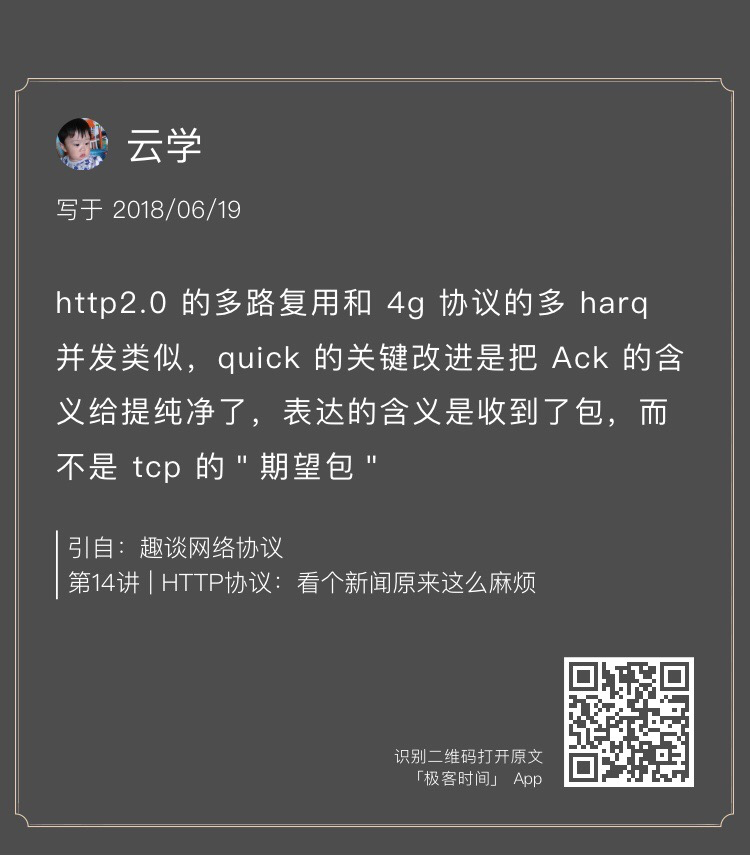 云学
写于 2018/06/19
http2.0 的多路复用和 4g 协议的多 harq
并发类似，quick 的关键改进是把 Ack 的含
义给提纯净了，表达的含义是收到了包，而
不是 tcp 的 " 期望包 "
引自：趣谈网络协议
第14讲 | HTTP协议：看个新闻原来这么麻烦
识别二维码打开原文
「极客时间」 App